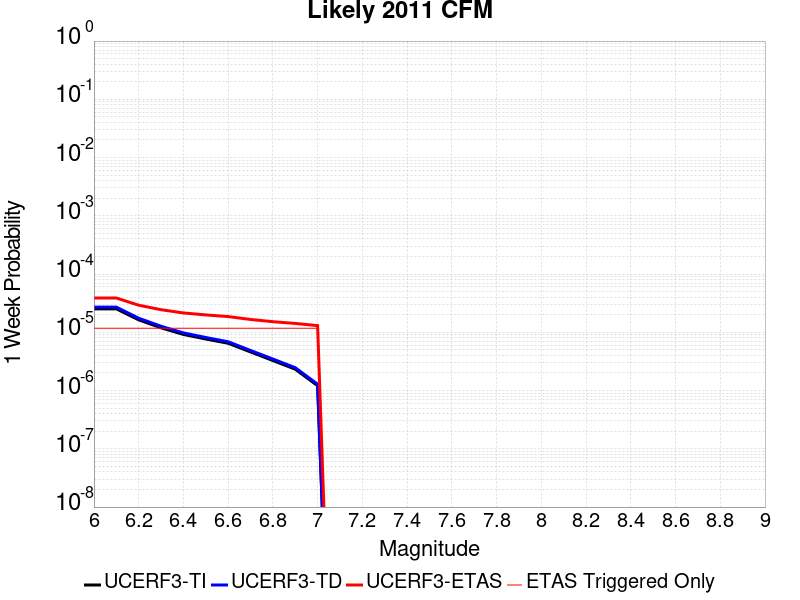 Likely 2011 CFM
10^0
10^-1
10^-2
10^-3
10^-4
10^-5
10^-6
10^-7
10^-8
1 Week Probability
6 6.2 6.4 6.6 6.8 7 7.2 7.4 7.6 7.8 8 8.2 8.4 8.6 8.8 9
Magnitude
UCERF3-TI UCERF3-TD UCERF3-ETAS ETAS Triggered Only